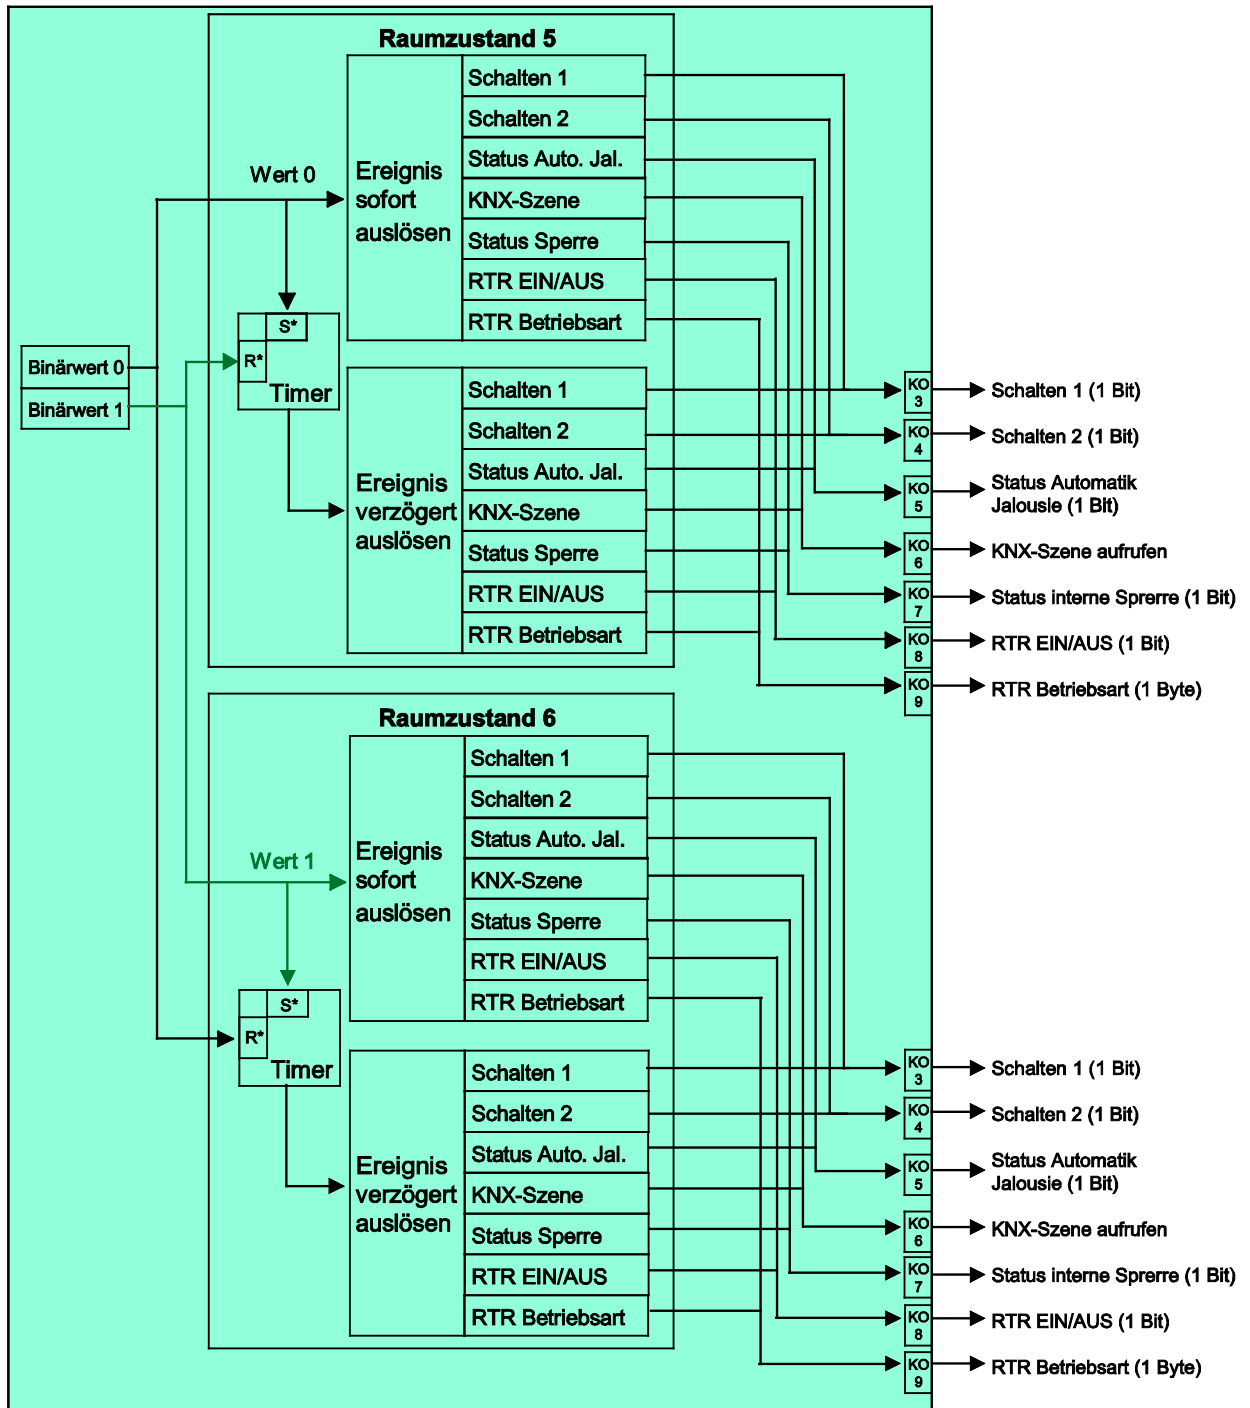 Raumzustand 5
Schalten 1
Schalten 2
Status Auto. Jal.
KNX-Szene
Status Sperre
RTR EIN/AUS
RTR Betriebsart
Ereignis
sofort
auslösen
Wert 0
S*
R*
Timer
Binärwert 0
Binärwert 1
Ereignis
verzögert
auslösen
Schalten 1
Schalten 2
Status Auto. Jal.
KNX-Szene
Status Sperre
RTR EIN/AUS
RTR Betriebsart
KO
3
Schalten 1 (1 Bit)
KO
4
Schalten 2 (1 Bit)
KO
5
Status Automatik
Jalousie (1 BIt)
KO
6
KNX-Szene aufrufen
KO
7
Status interne Sprerre (1 Bit)
KO
8
RTR EIN/AUS (1 Bit)
KO
9
RTR Betriebsart (1 Byte)
Raumzustand 6
Schalten 1
Schalten 2
Status Auto. Jal.
KNX-Szene
Status Sperre
RTR EIN/AUS
RTR Betriebsart
Ereignis
sofort
auslösen
Wert 1
S*
R*
Timer
Ereignis
verzögert
auslösen
Schalten 1
Schalten 2
Status Auto. Jal.
KNX-Szene
Status Sperre
RTR EIN/AUS
RTR Betriebsart
KO
3
Schalten 1 (1 Bit)
KO
4
Schalten 2 (1 Bit)
KO
5
Status Automatik
Jalousie (1 Bit)
KO
6
KNX-Szene aufrufen
KO
7
Status interne Sprerre (1 Bit)
KO
8
RTR EIN/AUS (1 Bit)
KO
9
RTR Betriebsart (1 Byte)